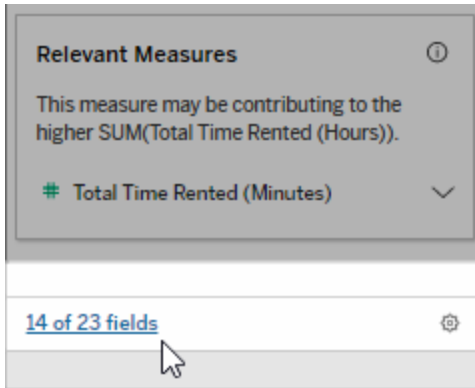 Relevant Measures
This measure may be contributing to the
higher SUM(Total Time Rented (Hours)).
# Total Time Rented (Minutes)
14 of 23 fields